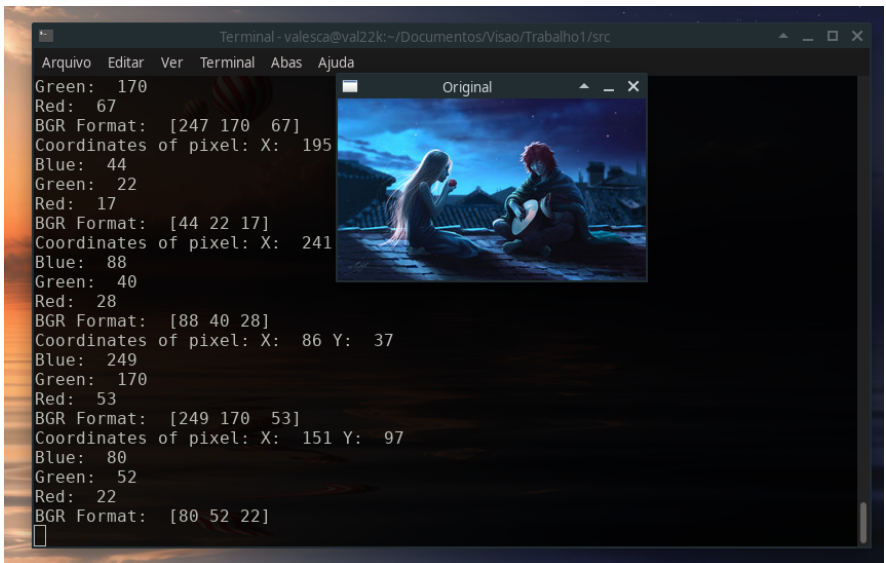 Terminal - valesca@val22k:~/Documentos/Visao/Trabalho1/src
Arquivo Editar Ver Terminal Abas Ajuda
Green:  170
Red:  67
BGR Format:  [247 170  67]
Coordinates of pixel: X:  195
Blue:  44
Green:  22
Red:  17
BGR Format:  [44 22 17]
Coordinates of pixel: X:  241
Blue:  88
Green:  40
Red:  28
BGR Format:  [88 40 28]
Coordinates of pixel: X:  86 Y:  37
Blue:  249
Green:  170
Red:  53
BGR Format:  [249 170  53]
Coordinates of pixel: X:  151 Y:  97
Blue:  80
Green:  52
Red:  22
BGR Format:  [80 52 22]
Original